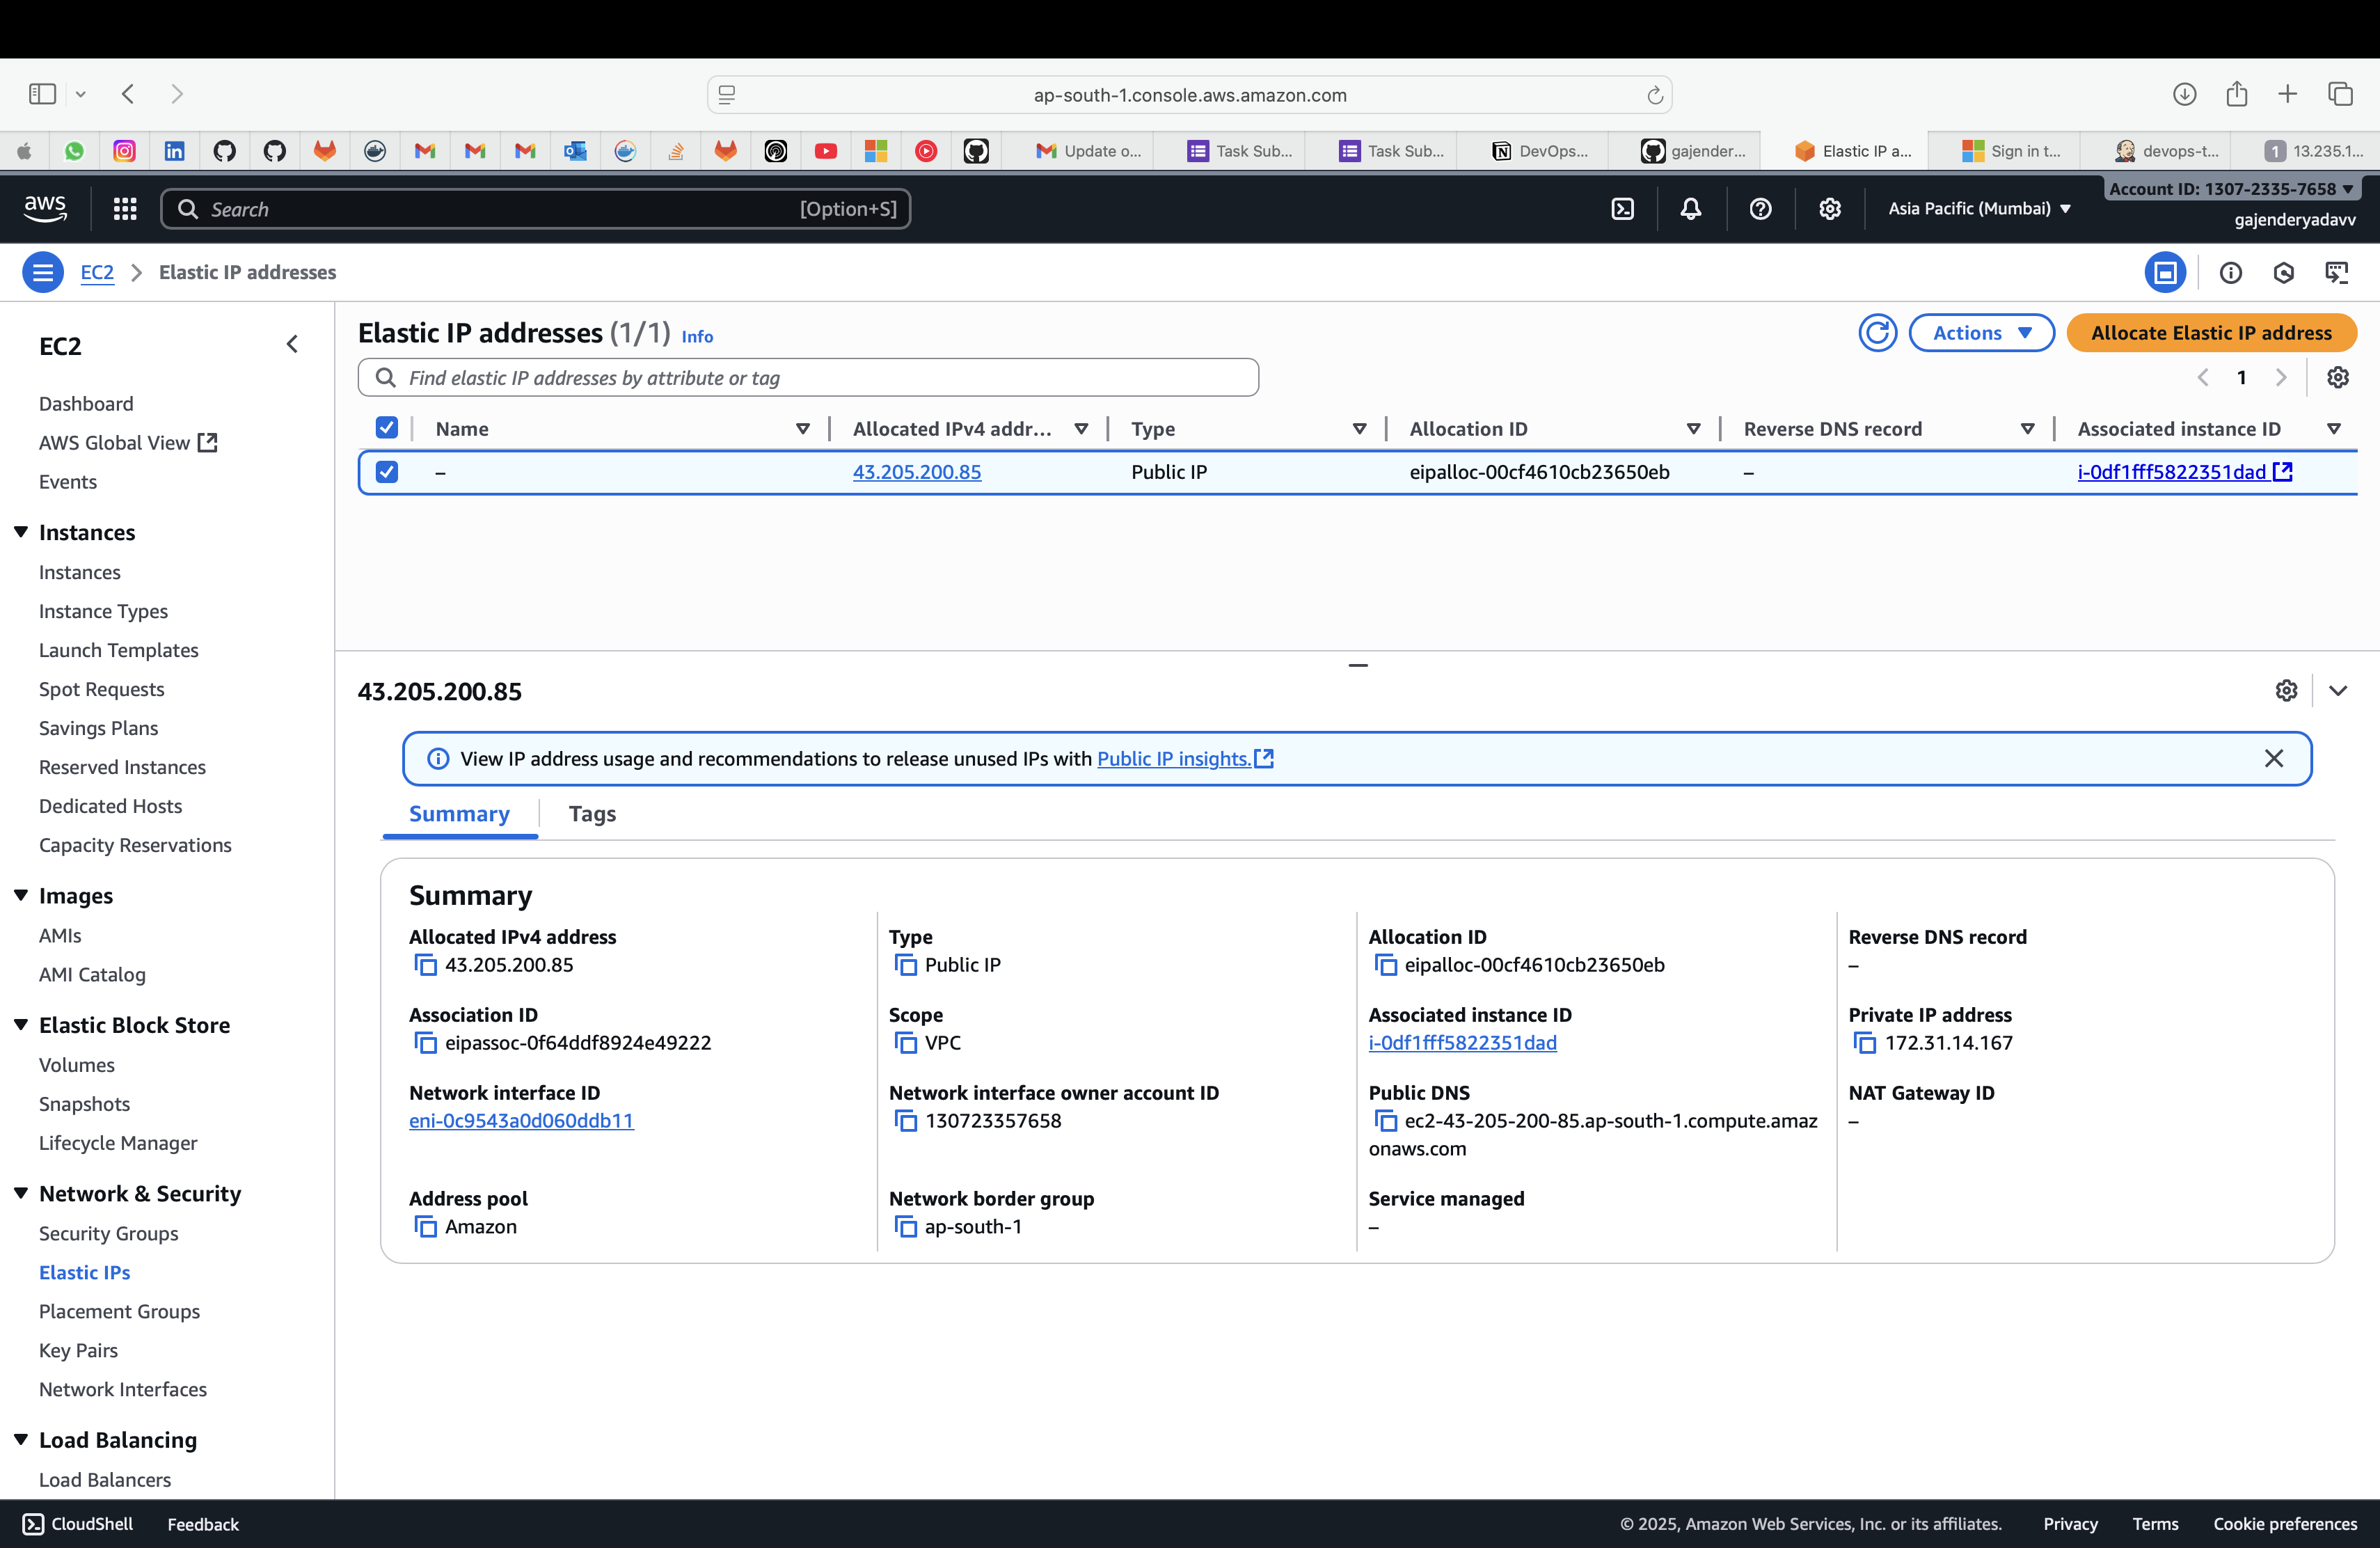 ap-south-1.console.aws.amazon.com
Update o...
Task Sub...
Task Sub...
DevOps...
gajender...
Elastic IP a...
Sign in t...
devops-t...
1 13.235.1...
aws
Search [Option+S]
Asia Pacific (Mumbai)
Account ID: 1307-2335-7658
gajenderyadavv
EC2 > Elastic IP addresses
EC2
Dashboard
AWS Global View
Events
Instances
Instances
Instance Types
Launch Templates
Spot Requests
Savings Plans
Reserved Instances
Dedicated Hosts
Capacity Reservations
Images
AMIs
AMI Catalog
Elastic Block Store
Volumes
Snapshots
Lifecycle Manager
Network & Security
Security Groups
Elastic IPs
Placement Groups
Key Pairs
Network Interfaces
Load Balancing
Load Balancers
Elastic IP addresses (1/1) Info
Actions
Allocate Elastic IP address
Find elastic IP addresses by attribute or tag
1
Name Allocated IPv4 addr... Type Allocation ID Reverse DNS record Associated instance ID
– 43.205.200.85 Public IP eipalloc-00cf4610cb23650eb – i-0df1fff5822351dad
43.205.200.85
View IP address usage and recommendations to release unused IPs with Public IP insights.
Summary Tags
Summary
Allocated IPv4 address
43.205.200.85
Type
Public IP
Allocation ID
eipalloc-00cf4610cb23650eb
Reverse DNS record
–
Association ID
eipassoc-0f64ddf8924e49222
Scope
VPC
Associated instance ID
i-0df1fff5822351dad
Private IP address
172.31.14.167
Network interface ID
eni-0c9543a0d060ddb11
Network interface owner account ID
130723357658
Public DNS
ec2-43-205-200-85.ap-south-1.compute.amaz
onaws.com
NAT Gateway ID
–
Address pool
Amazon
Network border group
ap-south-1
Service managed
–
CloudShell
Feedback
© 2025, Amazon Web Services, Inc. or its affiliates.
Privacy
Terms
Cookie preferences